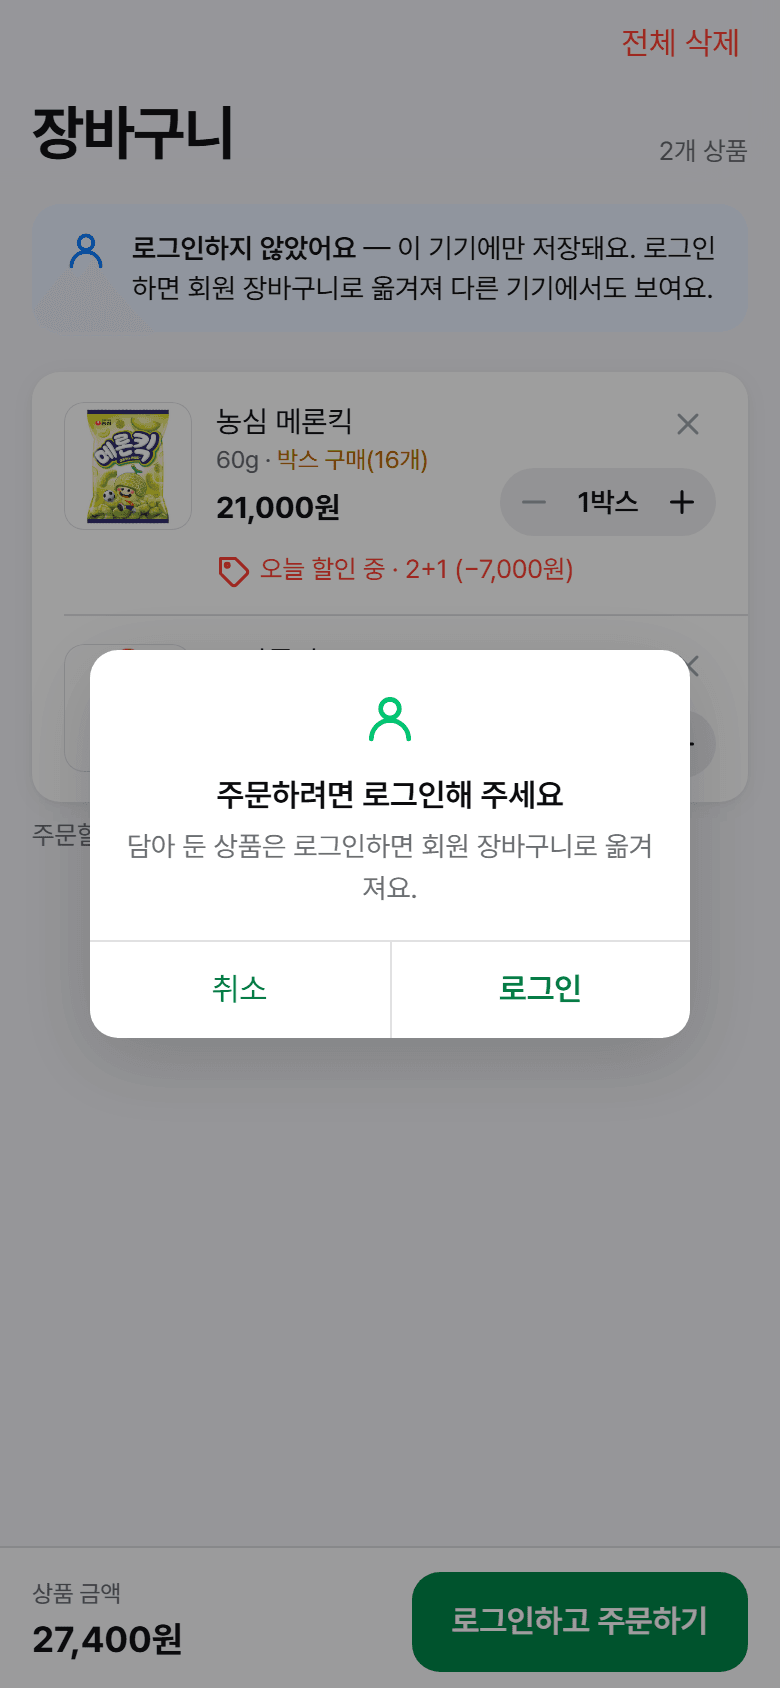 전체 삭제
장바구니
2개 상품
로그인하지 않았어요 — 이 기기에만 저장돼요. 로그인
하면 회원 장바구니로 옮겨져 다른 기기에서도 보여요.
농심 메론킥
60g · 박스 구매(16개)
21,000원
1박스
메론킥
오늘 할인 중 · 2+1 (−7,000원)
주문하려면 로그인해 주세요
담아 둔 상품은 로그인하면 회원 장바구니로 옮겨
져요.
취소
로그인
상품 금액
27,400원
로그인하고 주문하기